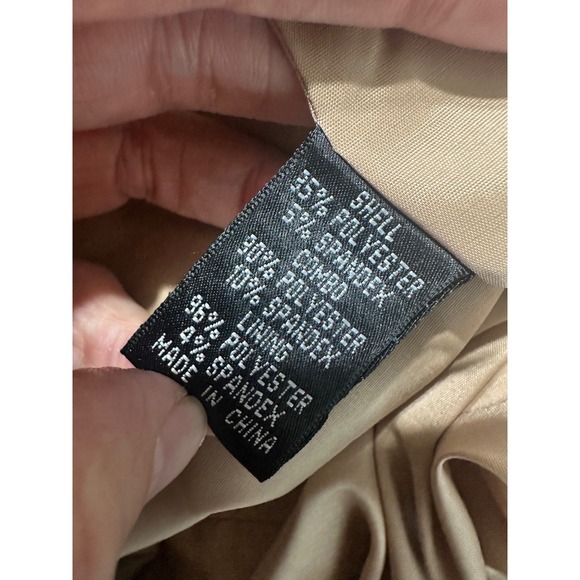 SHELL
95% POLYESTER
5% SPANDEX
COMBO
90% POLYESTER
10% SPANDEX
LINING
96% POLYESTER
4% SPANDEX
MADE IN CHINA